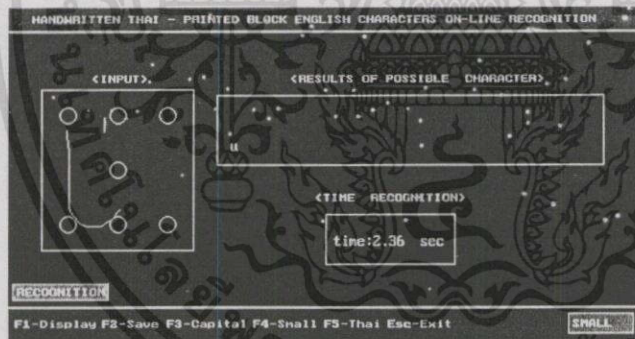 HANDWRITTEN THAI - PRINTED BLOCK ENGLISH CHARACTERS ON-LINE RECOGNITION
<INPUT>
<RESULTS OF POSSIBLE CHARACTER>
u
<TIME RECOGNITION>
time:2.36 sec
RECOGNITION
F1-Display F2-Save F3-Capital F4-Small F5-Thai Esc-Exit
SMALL